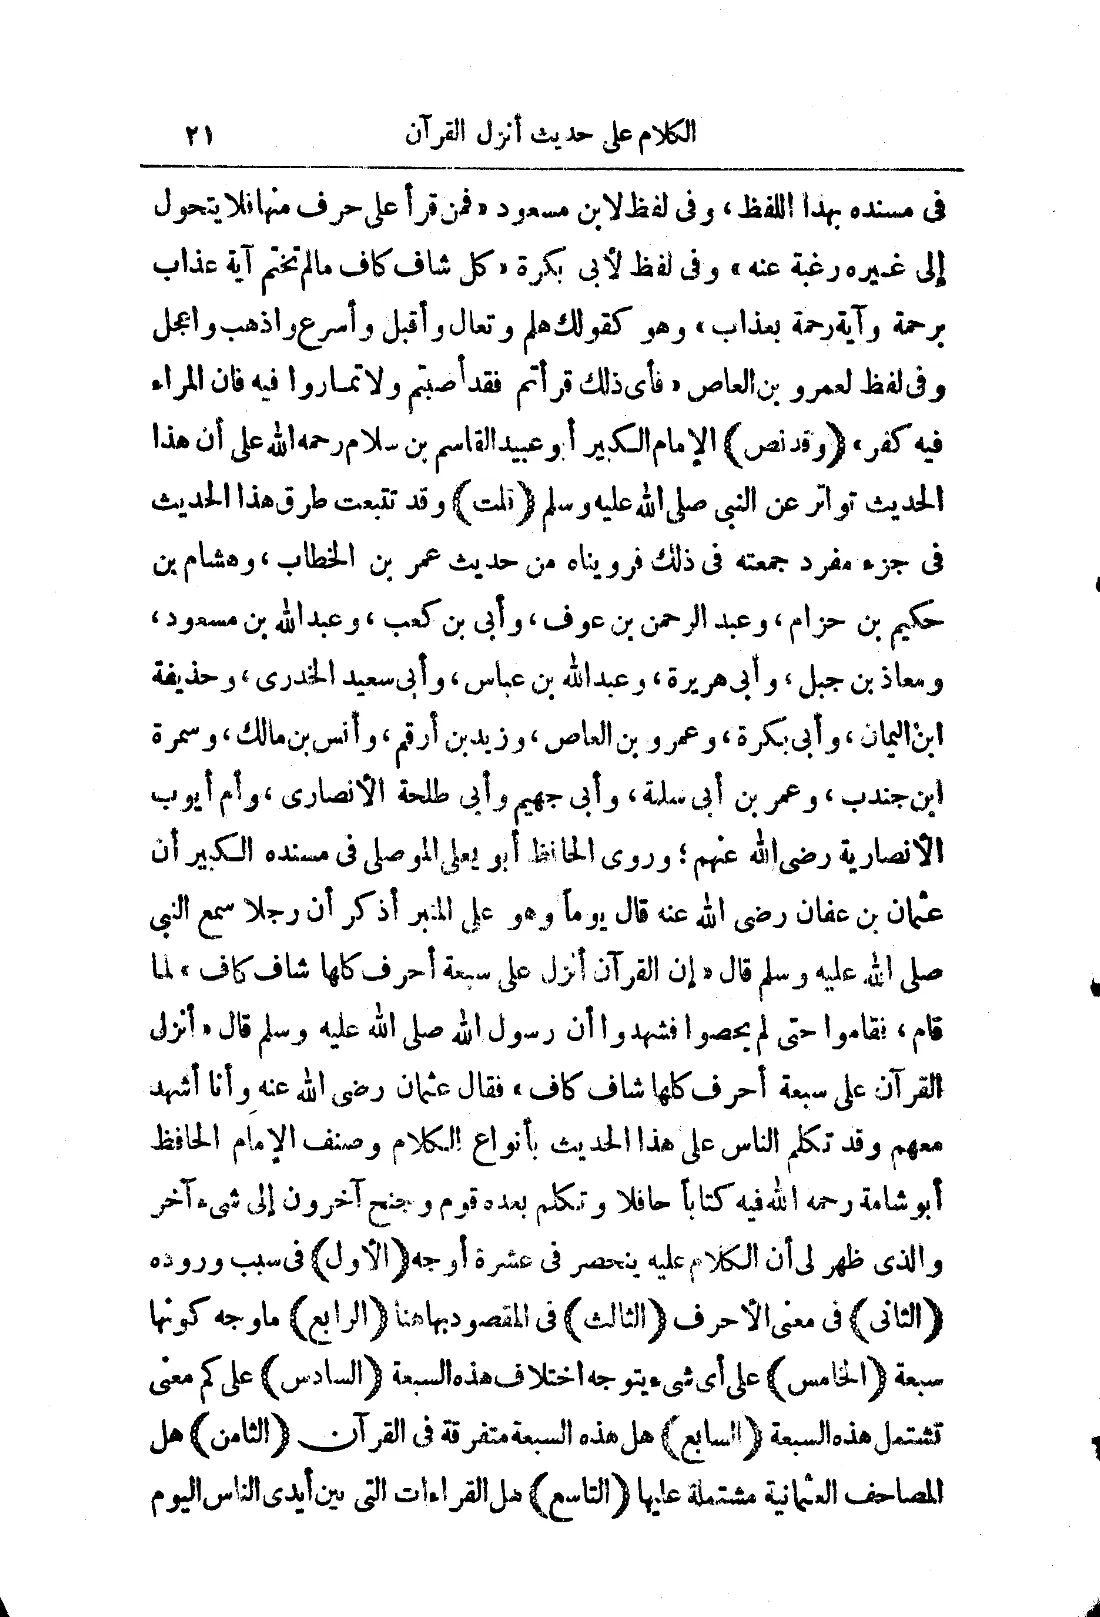 الكلام على حديث أنزل القرآن ٢١
فى مسنده بهذا اللفظ، وفى لفظ لابن مسعود «فمن قرأ على حرف منها فلا يتحول
إلى غيره رغبة عنه» وفى لفظ لأبى بكرة «كل شاف كاف مالم تختم آية عذاب
برحمة وآية رحمة بعذاب» وهو كقولك هلم وتعال وأقبل وأسرع واذهب واعجل
وفى لفظ لعمرو بن العاص «فأى ذلك قرأتم فقد أصبتم ولا تماروا فيه فان المراء
فيه كفر» (وقد نص) الإمام الكبير أبو عبيد القاسم بن سلام رحمه الله على أن هذا
الحديث تواتر عن النبى صلى الله عليه وسلم (قلت) وقد تتبعت طرق هذا الحديث
فى جزء مفرد جمعته فى ذلك فرويناه من حديث عمر بن الخطاب، وهشام بن
حكيم بن حزام، وعبد الرحمن بن عوف، وأبى بن كعب، وعبد الله بن مسعود،
ومعاذ بن جبل، وأبى هريرة، وعبد الله بن عباس، وأبى سعيد الخدرى، وحذيفة
ابن اليمان، وأبى بكرة، وعمرو بن العاص، وزيد بن أرقم، وأنس بن مالك، وسمرة
ابن جندب، وعمر بن أبى سلمة، وأبى جهيم وأبى طلحة الأنصارى، وأم أيوب
الأنصارية رضى الله عنهم؛ وروى الحافظ أبو يعلى الموصلى فى مسنده الكبير أن
عثمان بن عفان رضى الله عنه قال يوماً وهو على المنبر أذكر أن رجلا سمع النبى
صلى الله عليه وسلم قال «إن القرآن أنزل على سبعة أحرف كلها شاف كاف» لما
قام، فقاموا حتى لم يحصوا فشهدوا أن رسول الله صلى الله عليه وسلم قال «أنزل
القرآن على سبعة أحرف كلها شاف كاف» فقال عثمان رضى الله عنه وأنا أشهد
معهم وقد تكلم الناس على هذا الحديث بأنواع الكلام وصنف الإمام الحافظ
أبو شامة رحمه الله فيه كتاباً حافلا وتكلم بعده قوم وجنح آخرون إلى شىء آخر
والذى ظهر لى أن الكلام عليه ينحصر فى عشرة أوجه (الأول) فى سبب وروده
(الثانى) فى معنى الأحرف (الثالث) فى المقصود بها هنا (الرابع) ما وجه كونها
سبعة (الخامس) على أى شىء يتوجه اختلاف هذه السبعة (السادس) على كم معنى
تشتمل هذه السبعة (السابع) هل هذه السبعة متفرقة فى القرآن (الثامن) هل
المصاحف العثمانية مشتملة عليها (التاسع) هل القراءات التى بين أيدى الناس اليوم